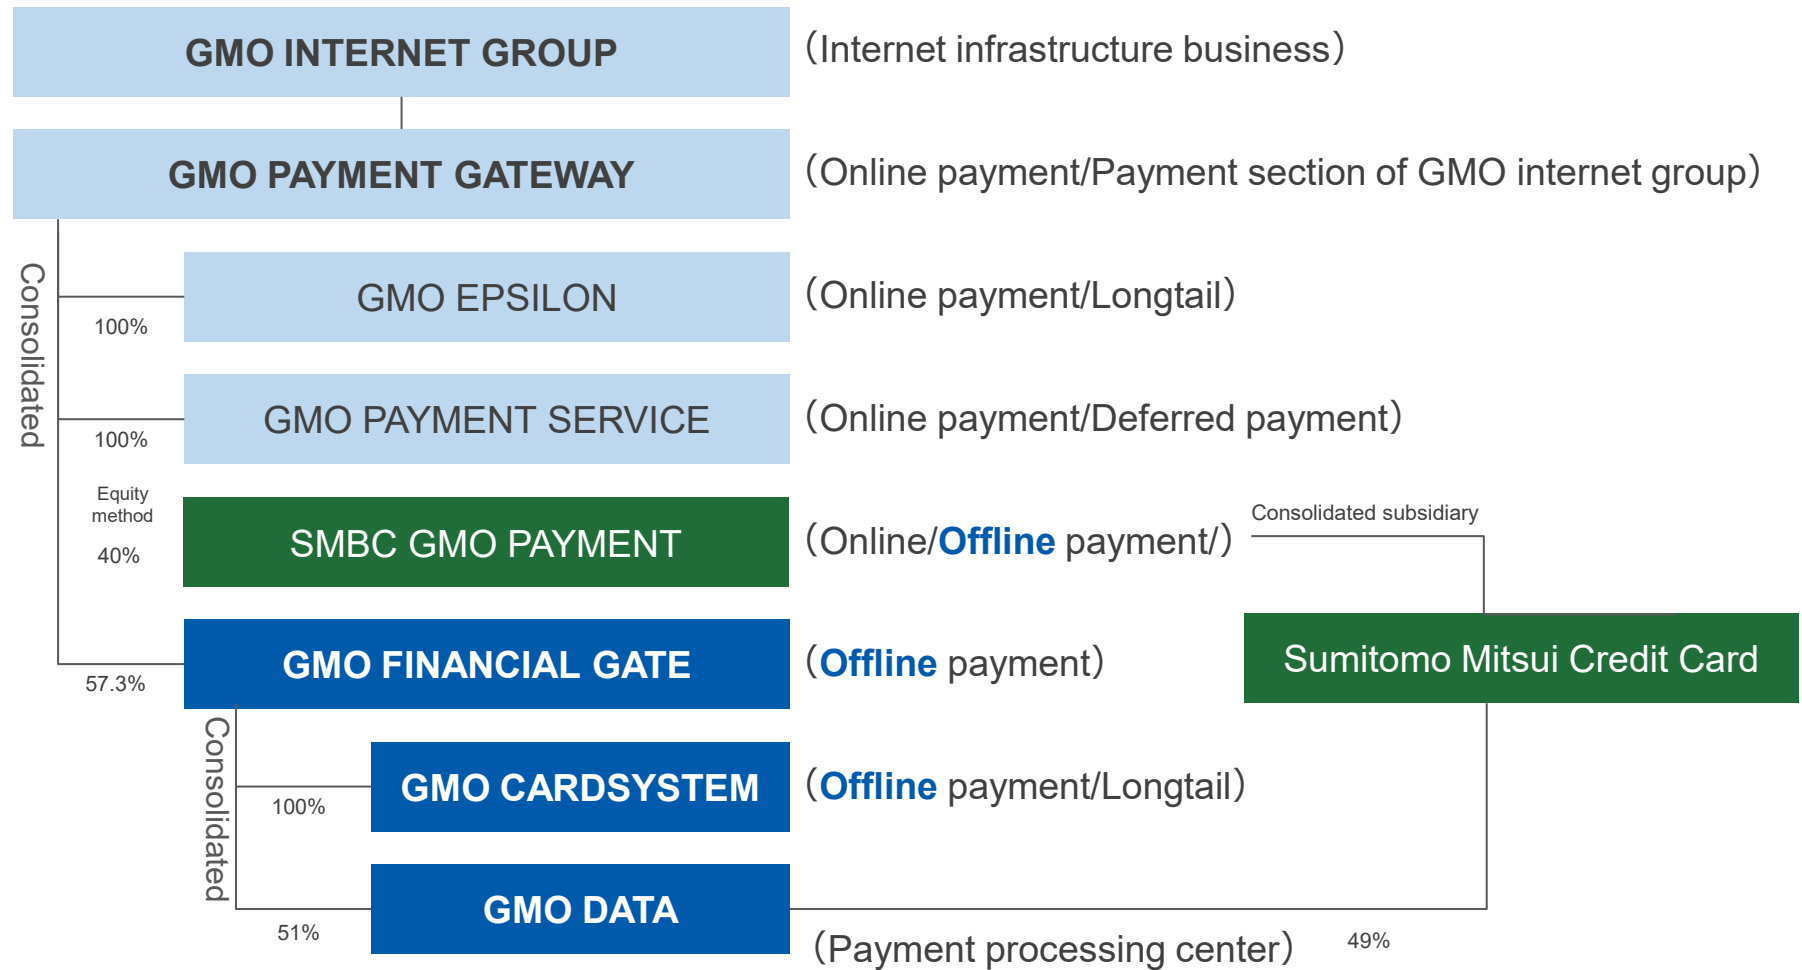 GMO INTERNET GROUP
（Internet infrastructure business）
GMO PAYMENT GATEWAY
（Online payment/Payment section of GMO internet group）
Consolidated
GMO EPSILON
（Online payment/Longtail）
100%
GMO PAYMENT SERVICE
（Online payment/Deferred payment）
100%
Equity
method
40%
SMBC GMO PAYMENT
（Online/Offline payment/）
Consolidated subsidiary
GMO FINANCIAL GATE
（Offline payment）
57.3%
Sumitomo Mitsui Credit Card
Consolidated
GMO CARDSYSTEM
（Offline payment/Longtail）
100%
GMO DATA
51%
（Payment processing center）
49%